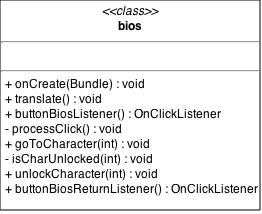 <<class>>
bios
+ onCreate(Bundle) : void
+ translate() : void
+ buttonBiosListener() : OnClickListener
- processClick() : void
+ goToCharacter(int) : void
- isCharUnlocked(int) : void
+ unlockCharacter(int) : void
+ buttonBiosReturnListener() : OnClickListener